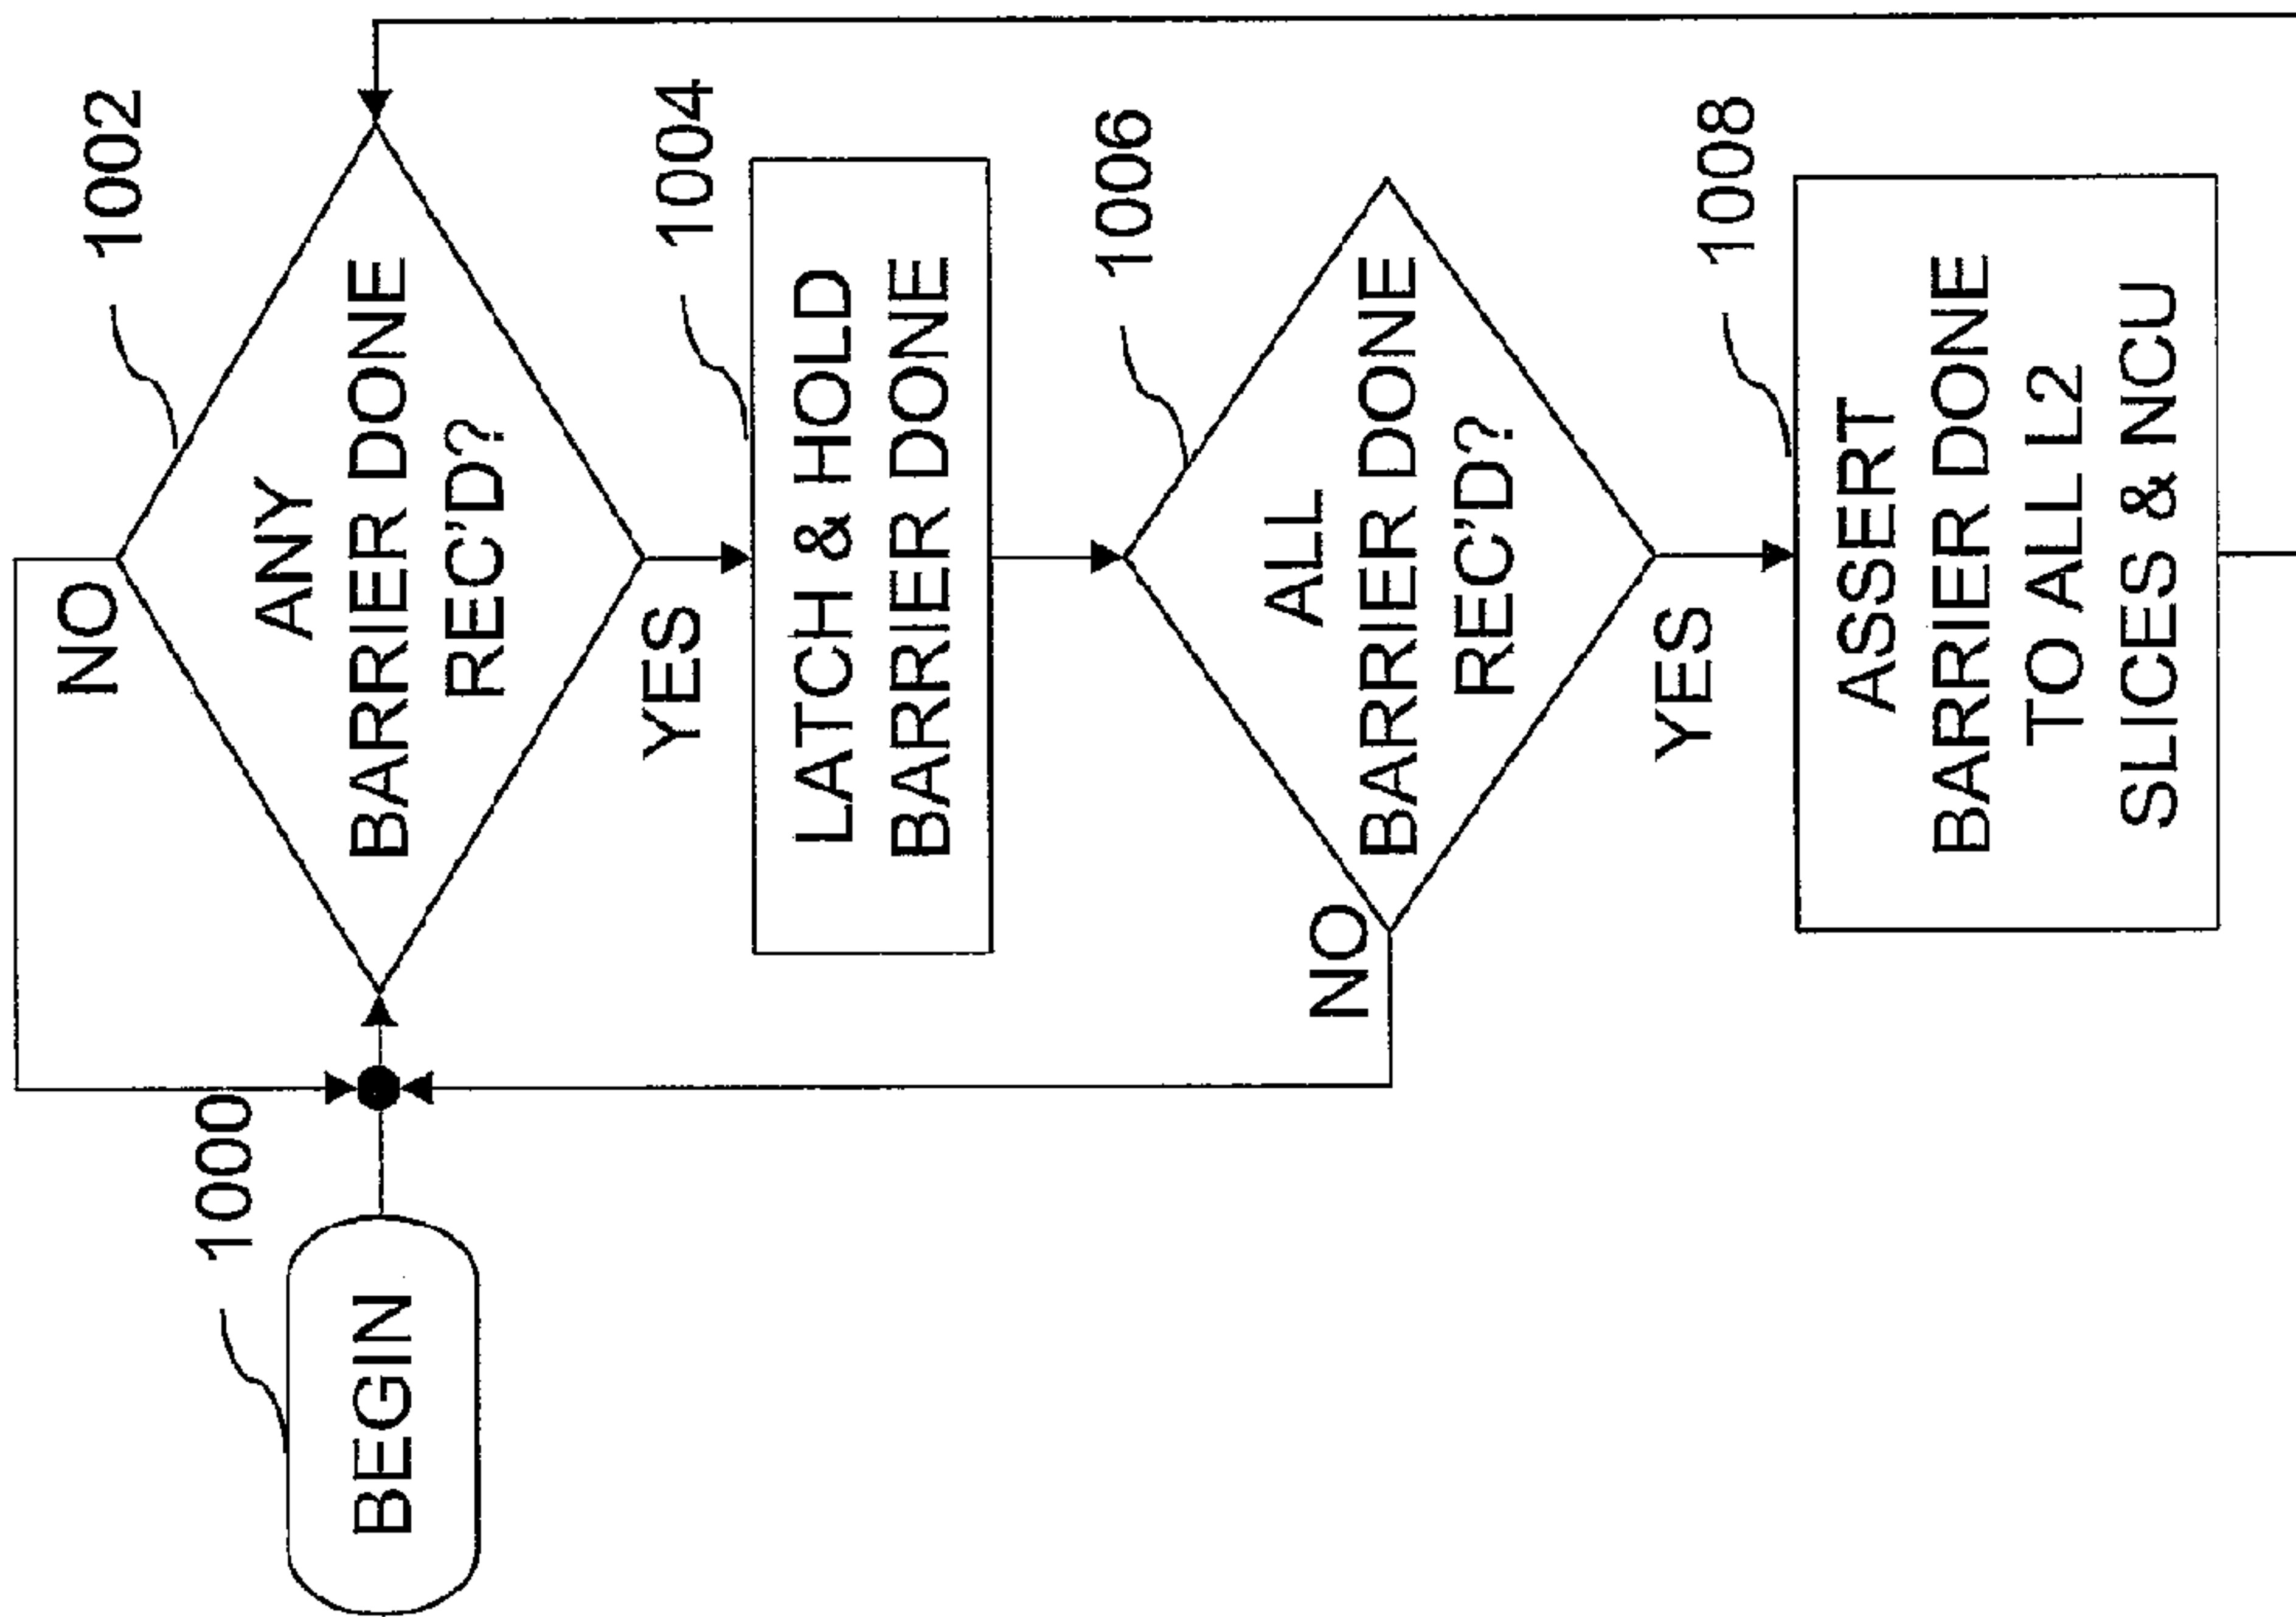 1000
BEGIN
1002
NO
ANY
BARRIER DONE
REC'D?
YES
1004
LATCH & HOLD
BARRIER DONE
1006
NO
ALL
BARRIER DONE
REC'D?
YES
1008
ASSERT
BARRIER DONE
TO ALL L2
SLICES & NCU